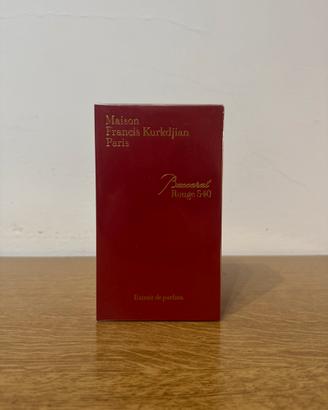 Maison
Francis Kurkdjian
Paris
Baccarat
Rouge 540
Extrait de parfum